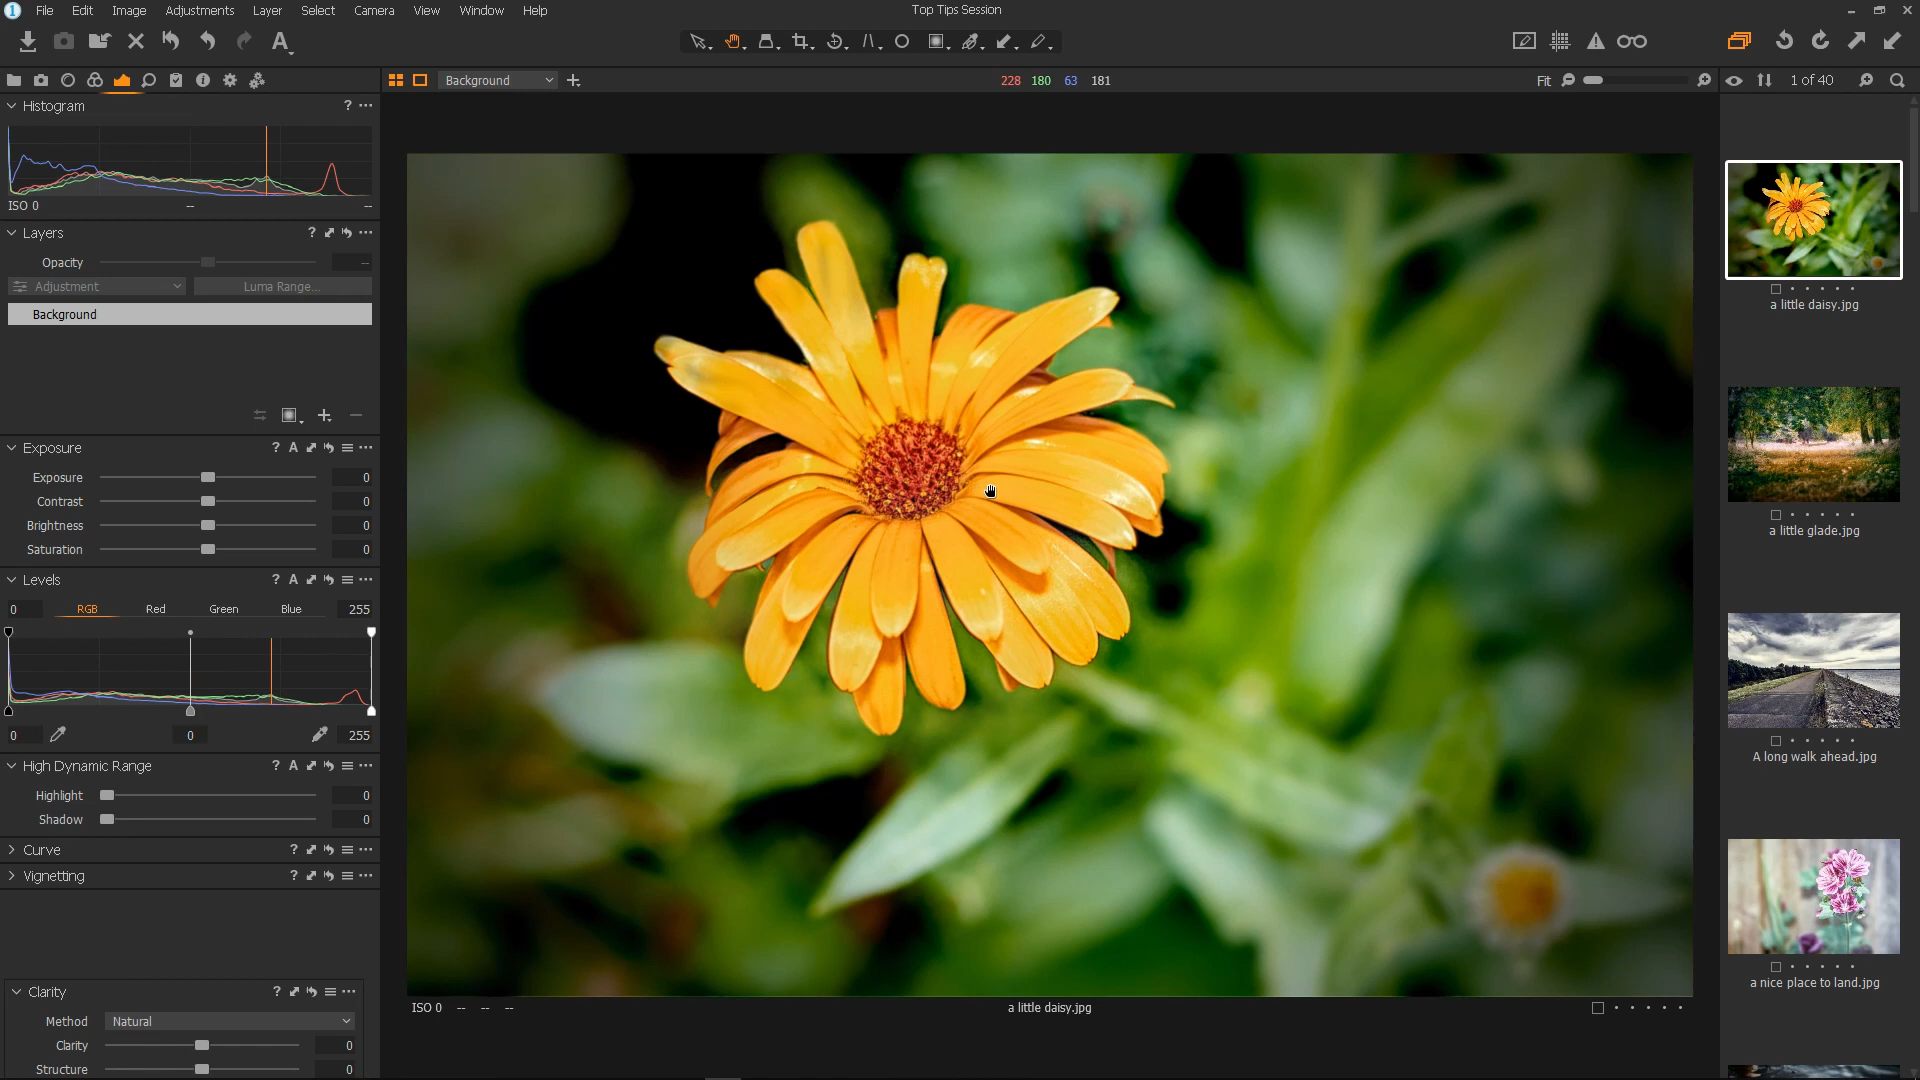 File Edit Image Adjustments Layer Select Camera View Window Help
Top Tips Session
Background
228 180 63 181
Fit
1 of 40
Histogram
ISO 0 -- --
Layers
Opacity --
Adjustment
Luma Range...
Background
Exposure
Exposure 0
Contrast 0
Brightness 0
Saturation 0
Levels
0 RGB Red Green Blue 255
0 0 255
High Dynamic Range
Highlight 0
Shadow 0
Curve
Vignetting
Clarity
Method Natural
Clarity 0
Structure 0
ISO 0 -- -- --
a little daisy.jpg
a little daisy.jpg
a little glade.jpg
A long walk ahead.jpg
a nice place to land.jpg